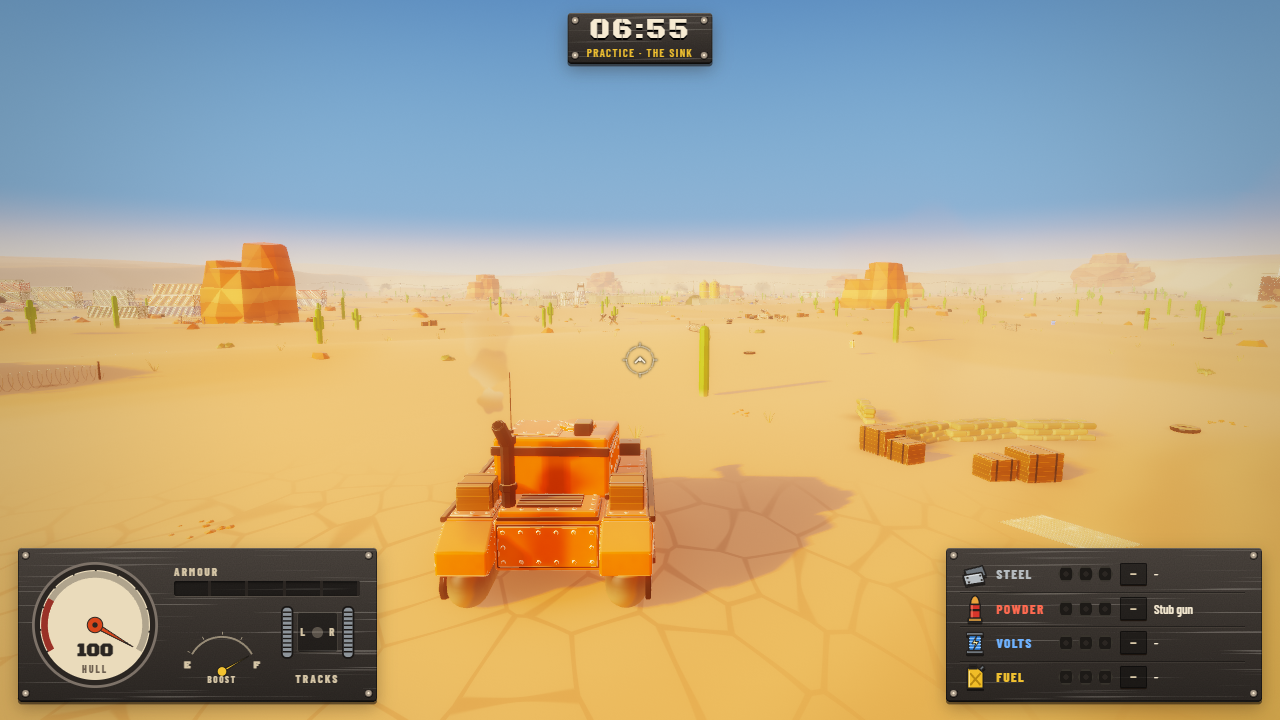 06:55
PRACTICE - THE SINK
ARMOUR
100
HULL
E F
BOOST
L R
TRACKS
STEEL - -
POWDER - Stub gun
VOLTS - -
FUEL - -